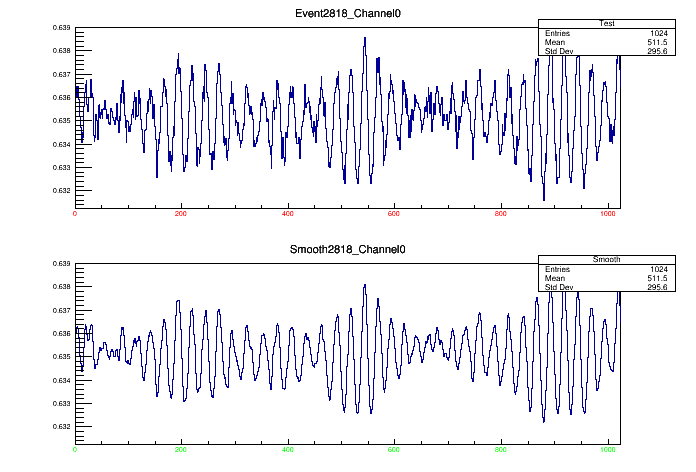 Event2818_Channel0
Test
Entries 1024
Mean 511.5
Std Dev 295.6
0.639
0.638
0.637
0.636
0.635
0.634
0.633
0.632
0 200 400 600 800 1000
Smooth2818_Channel0
Smooth
Entries 1024
Mean 511.5
Std Dev 295.6
0.639
0.638
0.637
0.636
0.635
0.634
0.633
0.632
0 200 400 600 800 1000